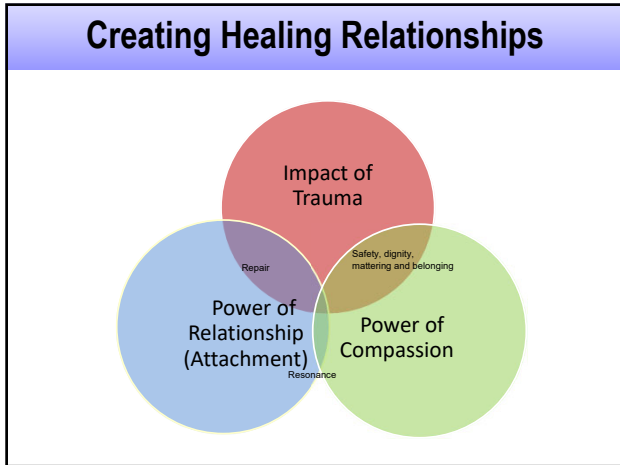 Creating Healing Relationships
Impact of
Trauma
Safety, dignity,
mattering and belonging
Repair
Power of
Relationship
(Attachment)
Power of
Compassion
Resonance